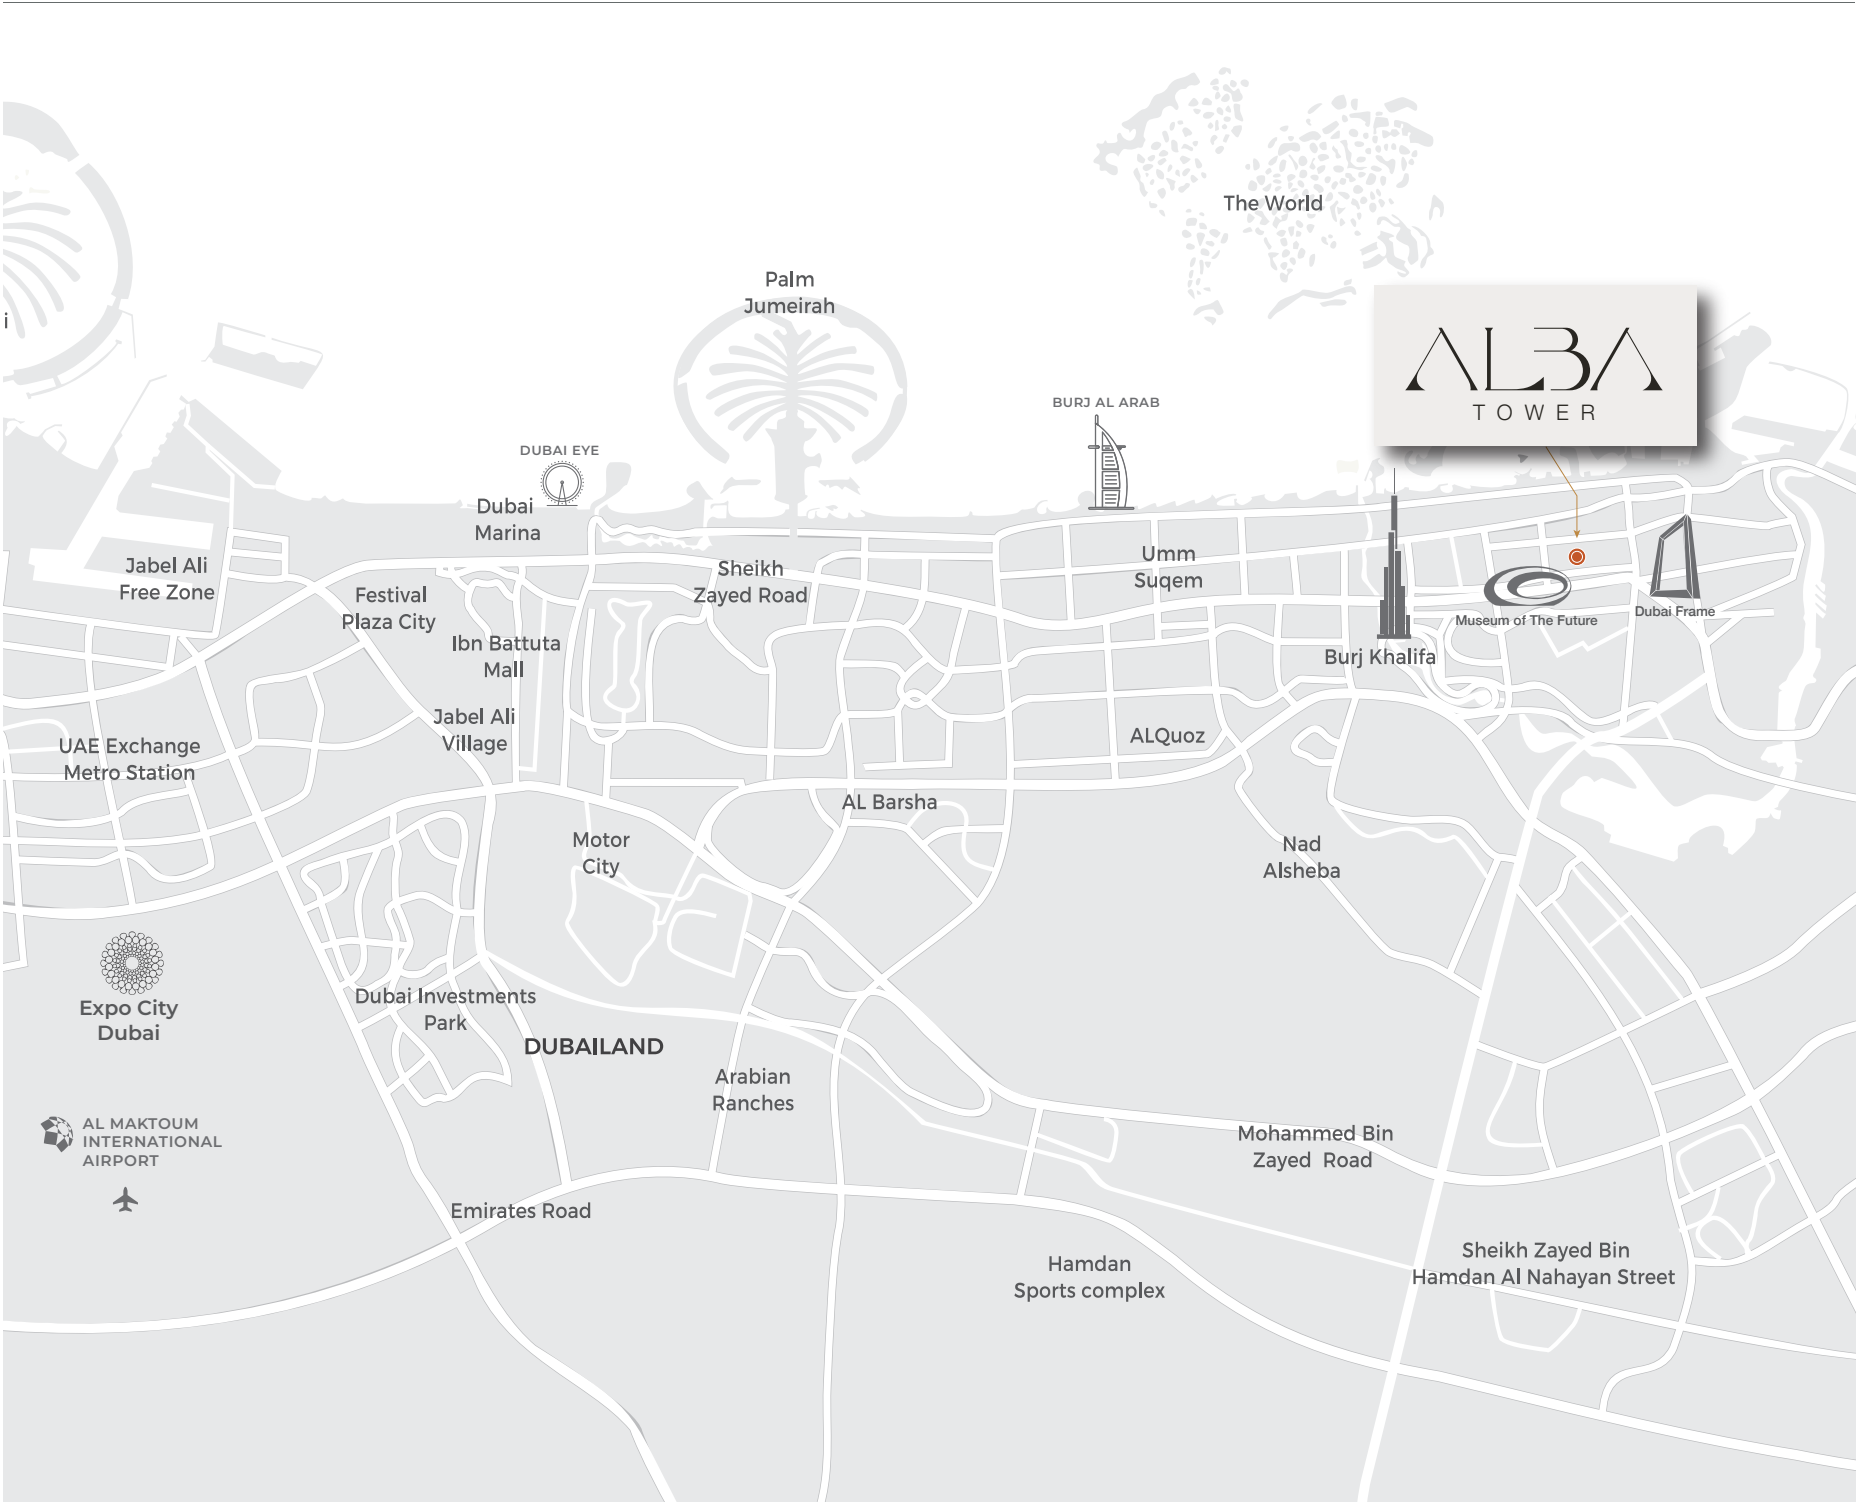 The World
Palm
Jumeirah
i
ALBA
TOWER
BURJ AL ARAB
DUBAI EYE
Dubai
Marina
Jabel Ali
Free Zone
Festival
Plaza City
Sheikh
Zayed Road
Umm
Suqem
Museum of The Future
Dubai Frame
Ibn Battuta
Mall
Burj Khalifa
Jabel Ali
Village
UAE Exchange
Metro Station
ALQuoz
AL Barsha
Motor
City
Nad
Alsheba
Expo City
Dubai
Dubai Investments
Park
DUBAILAND
Arabian
Ranches
AL MAKTOUM
INTERNATIONAL
AIRPORT
Mohammed Bin
Zayed Road
Emirates Road
Hamdan
Sports complex
Sheikh Zayed Bin
Hamdan Al Nahayan Street